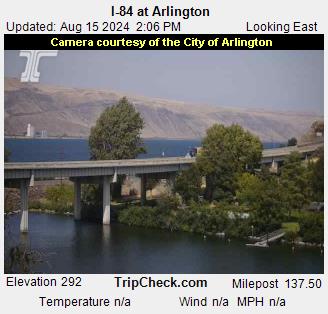 I-84 at Arlington
Updated: Aug 15 2024 2:06 PM Looking East
Camera courtesy of the City of Arlington
Elevation 292 TripCheck.com Milepost 137.50
Temperature n/a Wind n/a MPH n/a